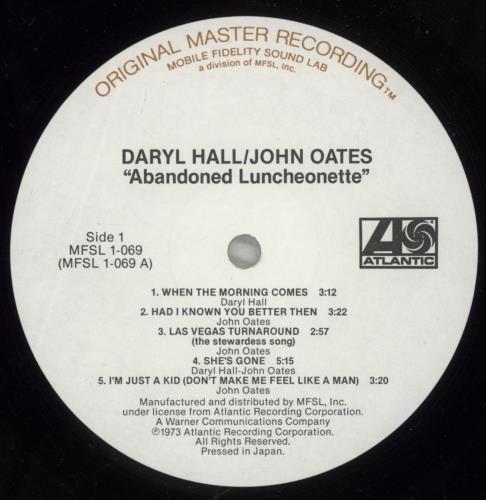 ORIGINAL MASTER RECORDING™
MOBILE FIDELITY SOUND LAB
a division of MFSL, Inc.
DARYL HALL/JOHN OATES
“Abandoned Luncheonette”
Side 1
MFSL 1-069
(MFSL 1-069 A)
ATLANTIC
1. WHEN THE MORNING COMES 3:12
Daryl Hall
2. HAD I KNOWN YOU BETTER THEN 3:22
John Oates
3. LAS VEGAS TURNAROUND 2:57
(the stewardess song)
John Oates
4. SHE'S GONE 5:15
Daryl Hall-John Oates
5. I'M JUST A KID (DON'T MAKE ME FEEL LIKE A MAN) 3:20
John Oates
Manufactured and distributed by MFSL, Inc.
under license from Atlantic Recording Corporation.
A Warner Communications Company
℗1973 Atlantic Recording Corporation.
All Rights Reserved.
Pressed in Japan.